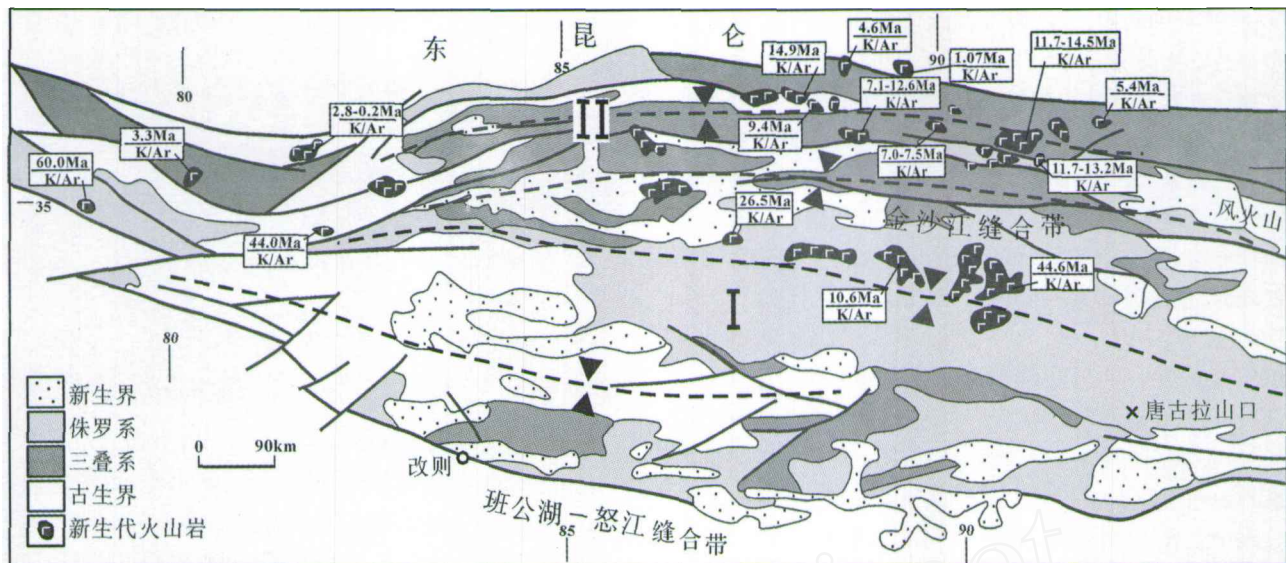 东 昆 仑
85
80
90
4.6Ma
K/Ar
14.9Ma
K/Ar
1.07Ma
K/Ar
11.7-14.5Ma
K/Ar
7.1-12.6Ma
K/Ar
5.4Ma
K/Ar
2.8-0.2Ma
K/Ar
3.3Ma
K/Ar
II
9.4Ma
K/Ar
7.0-7.5Ma
K/Ar
11.7-13.2Ma
K/Ar
60.0Ma
K/Ar
35
26.5Ma
K/Ar
金沙江缝合带
风火山
44.0Ma
K/Ar
44.6Ma
K/Ar
10.6Ma
K/Ar
I
80
新生界
侏罗系
三叠系
古生界
新生代火山岩
0 90km
改则
唐古拉山口
班公湖-怒江缝合带
85
90